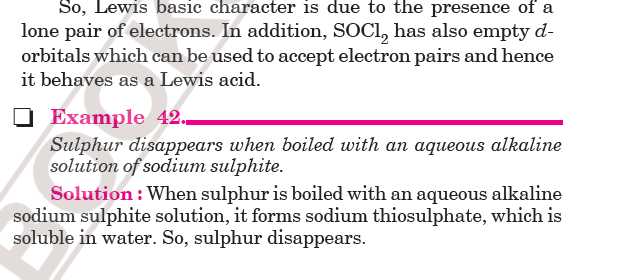 So, Lewis basic character is due to the presence of a
lone pair of electrons. In addition, SOCl₂ has also empty d-
orbitals which can be used to accept electron pairs and hence
it behaves as a Lewis acid.
❑ Example 42.
Sulphur disappears when boiled with an aqueous alkaline
solution of sodium sulphite.
Solution : When sulphur is boiled with an aqueous alkaline
sodium sulphite solution, it forms sodium thiosulphate, which is
soluble in water. So, sulphur disappears.
BOOK